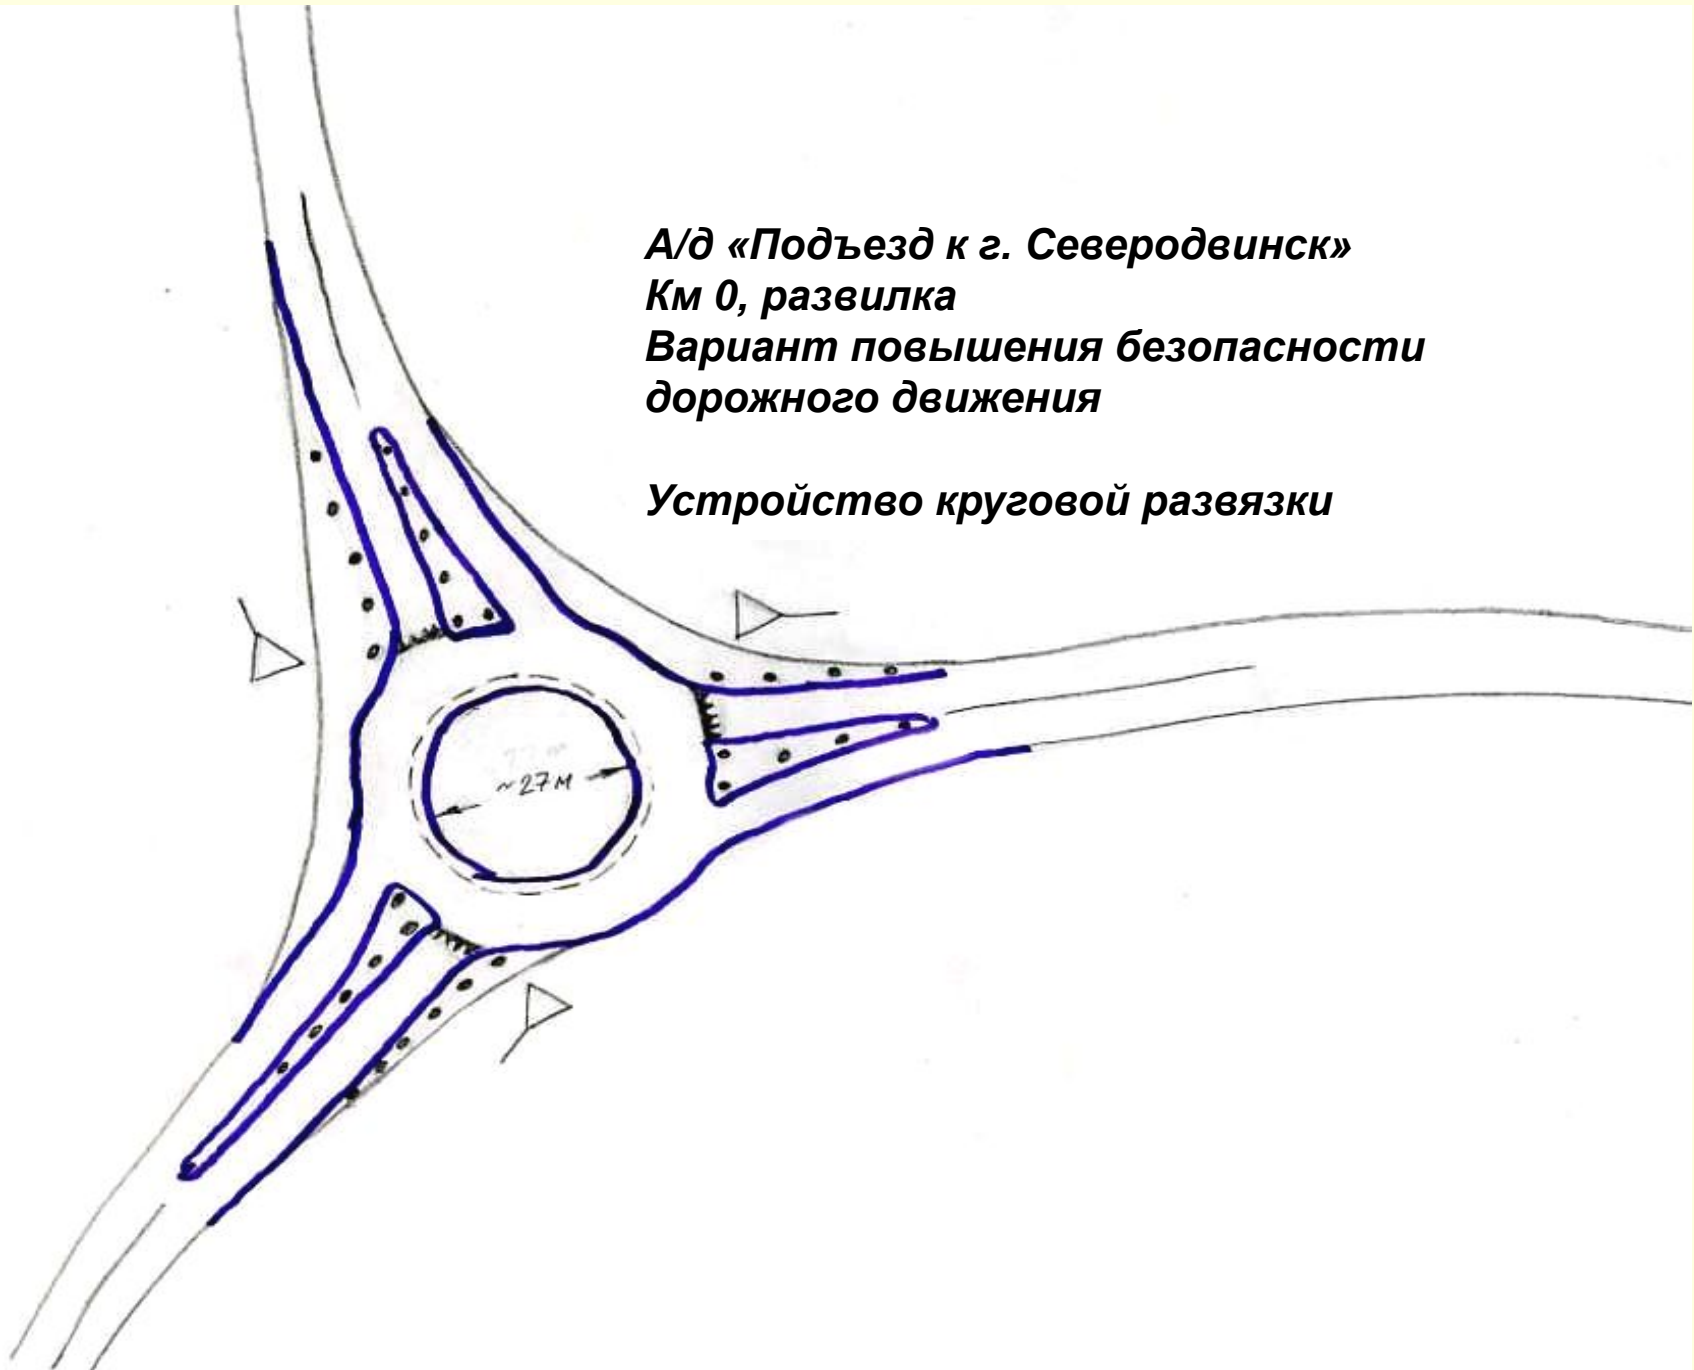 А/д «Подъезд к г. Северодвинск»
Км 0, развилка
Вариант повышения безопасности
дорожного движения
Устройство круговой развязки
~27м